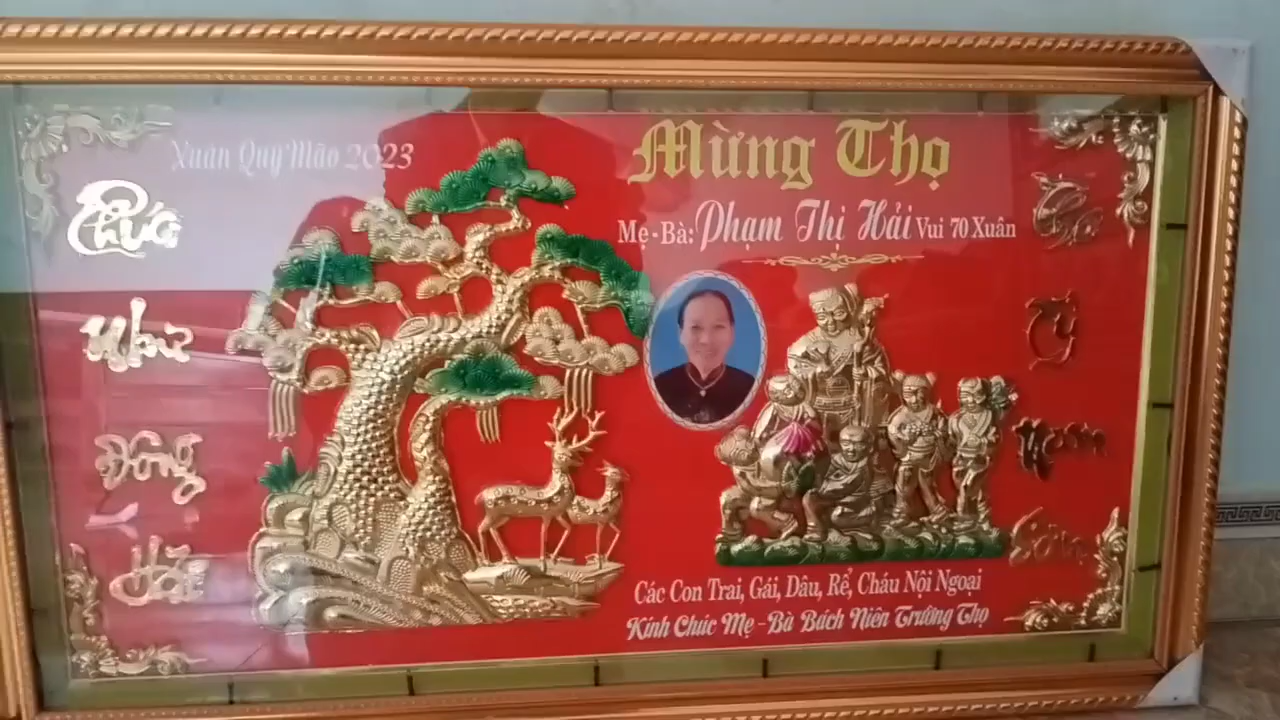 Xuân Quý Mão 2023
Mừng Thọ
Mẹ-Bà: Phạm Thị Hải Vui 70 Xuân
Phúc
Như
Đông
Hải
Thọ
Tỷ
Nam
Sơn
Các Con Trai, Gái, Dâu, Rể, Cháu Nội Ngoại
Kính Chúc Mẹ - Bà Bách Niên Trường Thọ